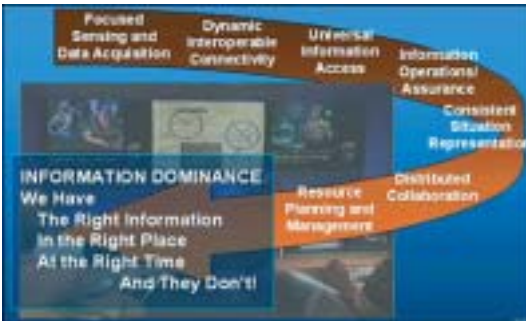 Focused
Sensing and
Data Acquisition
Dynamic
Interoperable
Connectivity
Universal
Information
Access
Information
Operations/
Assurance
Consistent
Situation
Representation
Distributed
Collaboration
Resource
Planning and
Management
INFORMATION DOMINANCE
We Have
The Right Information
In the Right Place
At the Right Time
And They Don't!